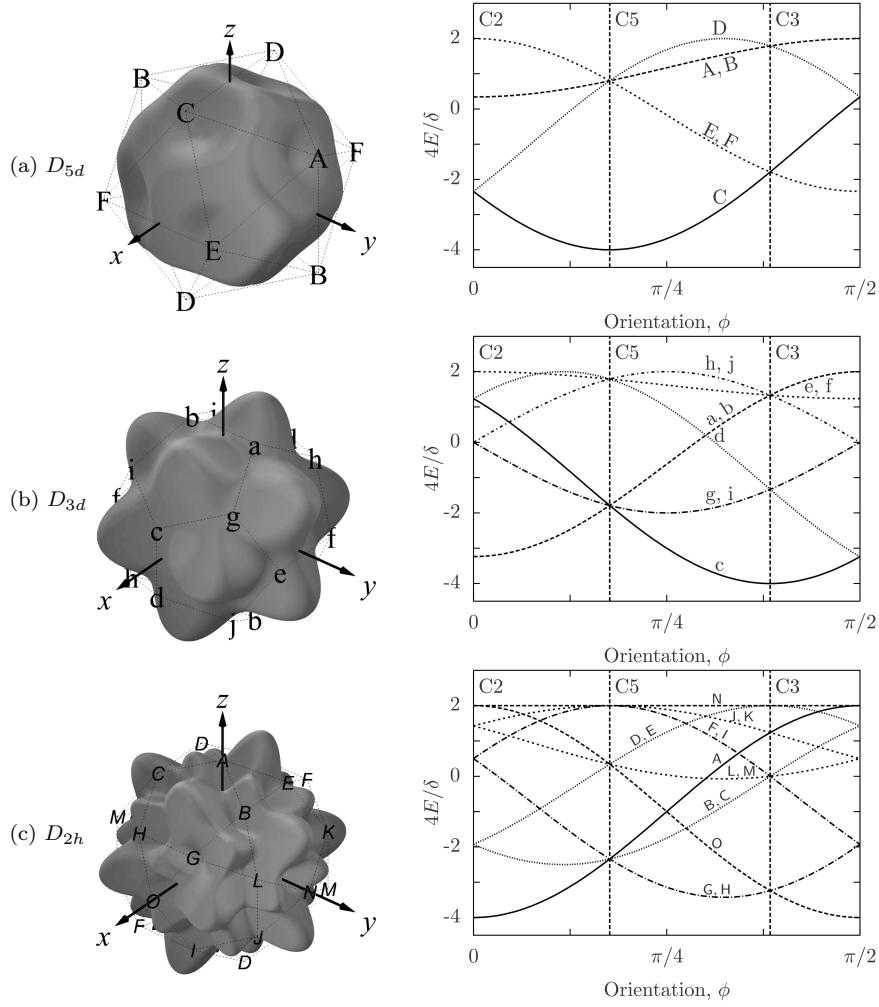 (a) D5d
z
D
B
C
A
F
F
E
x
y
B
D
C2
C5
C3
2
0
-2
-4
4E/δ
D
A, B
E, F
C
0
π/4
π/2
Orientation, ϕ
(b) D3d
z
b
i
a
i
h
f
g
c
f
h
e
x
y
d
j
b
C2
C5
C3
2
0
-2
-4
4E/δ
h, j
e, f
a, b
d
g, i
c
0
π/4
π/2
Orientation, ϕ
(c) D2h
z
D
A
C
E
F
M
B
H
K
G
L
N
M
O
x
y
F
I
J
D
C2
C5
C3
2
0
-2
-4
4E/δ
N
J, K
D, E
F, I
A
L, M
B, C
O
G, H
0
π/4
π/2
Orientation, ϕ